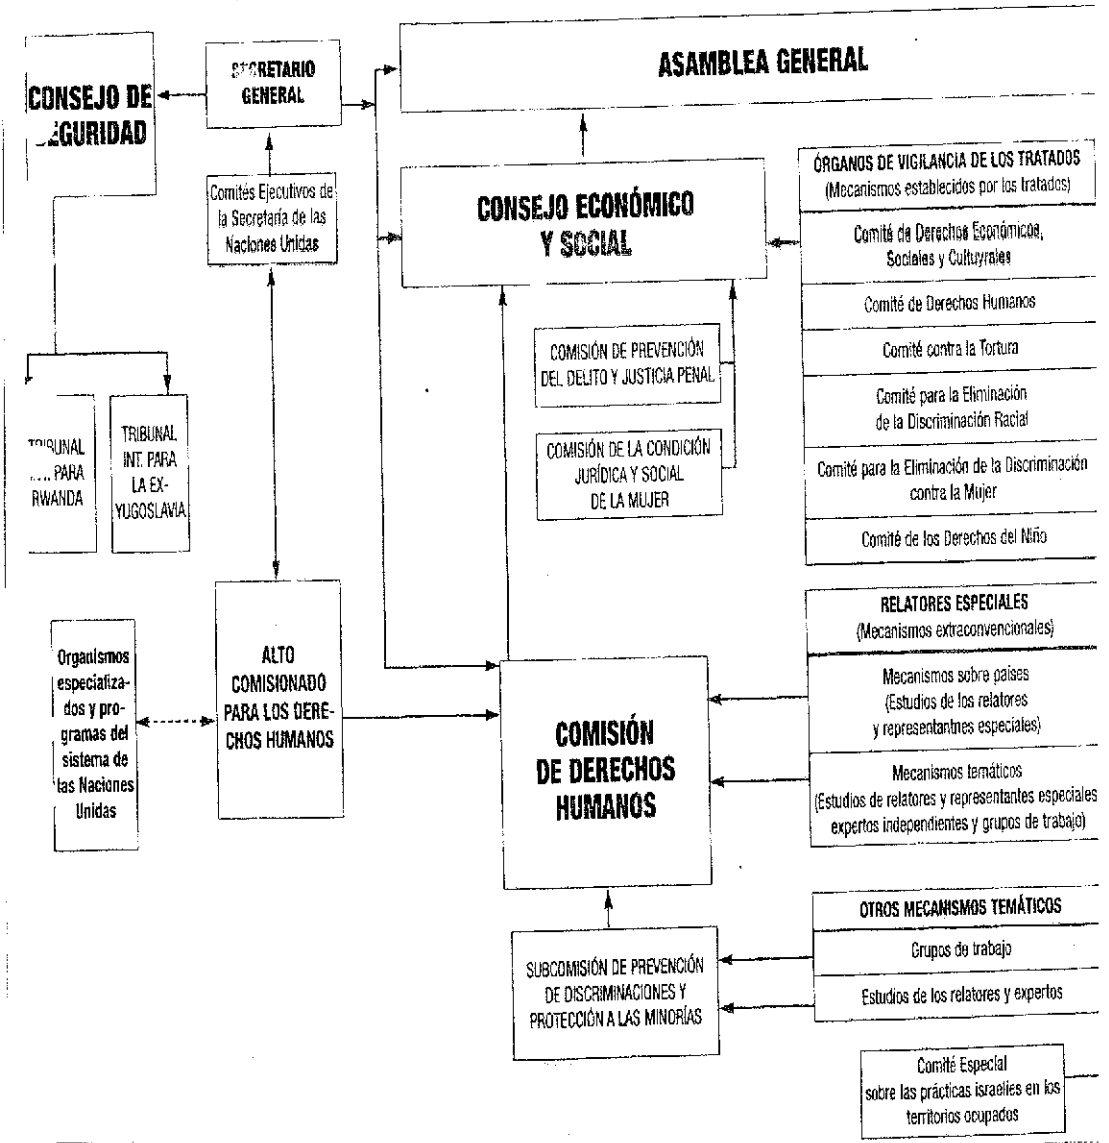 CONSEJO DE
SEGURIDAD
SECRETARIO
GENERAL
ASAMBLEA GENERAL
Comités Ejecutivos de
la Secretaría de las
Naciones Unidas
CONSEJO ECONÓMICO
Y SOCIAL
ÓRGANOS DE VIGILANCIA DE LOS TRATADOS
(Mecanismos establecidos por los tratados)
Comité de Derechos Económicos,
Sociales y Cultuyrales
Comité de Derechos Humanos
Comité contra la Tortura
Comité para la Eliminación
de la Discriminación Racial
Comité para la Eliminación de la Discriminación
contra la Mujer
Comité de los Derechos del Niño
COMISIÓN DE PREVENCIÓN
DEL DELITO Y JUSTICIA PENAL
COMISIÓN DE LA CONDICIÓN
JURÍDICA Y SOCIAL
DE LA MUJER
TRIBUNAL
PARA
RWANDA
TRIBUNAL
INT. PARA
LA EX-
YUGOSLAVIA
Organismos
especializa-
dos y pro-
gramas del
sistema de
las Naciones
Unidas
ALTO
COMISIONADO
PARA LOS DERE-
CHOS HUMANOS
COMISIÓN
DE DERECHOS
HUMANOS
RELATORES ESPECIALES
(Mecanismos extraconvencionales)
Mecanismos sobre países
(Estudios de los relatores
y representantnes especiales)
Mecanismos temáticos
(Estudios de relatores y representantes especiales
expertos independientes y grupos de trabajo)
SUBCOMISIÓN DE PREVENCIÓN
DE DISCRIMINACIONES Y
PROTECCIÓN A LAS MINORÍAS
OTROS MECANISMOS TEMÁTICOS
Grupos de trabajo
Estudios de los relatores y expertos
Comité Especial
sobre las prácticas israelíes en los
territorios ocupados